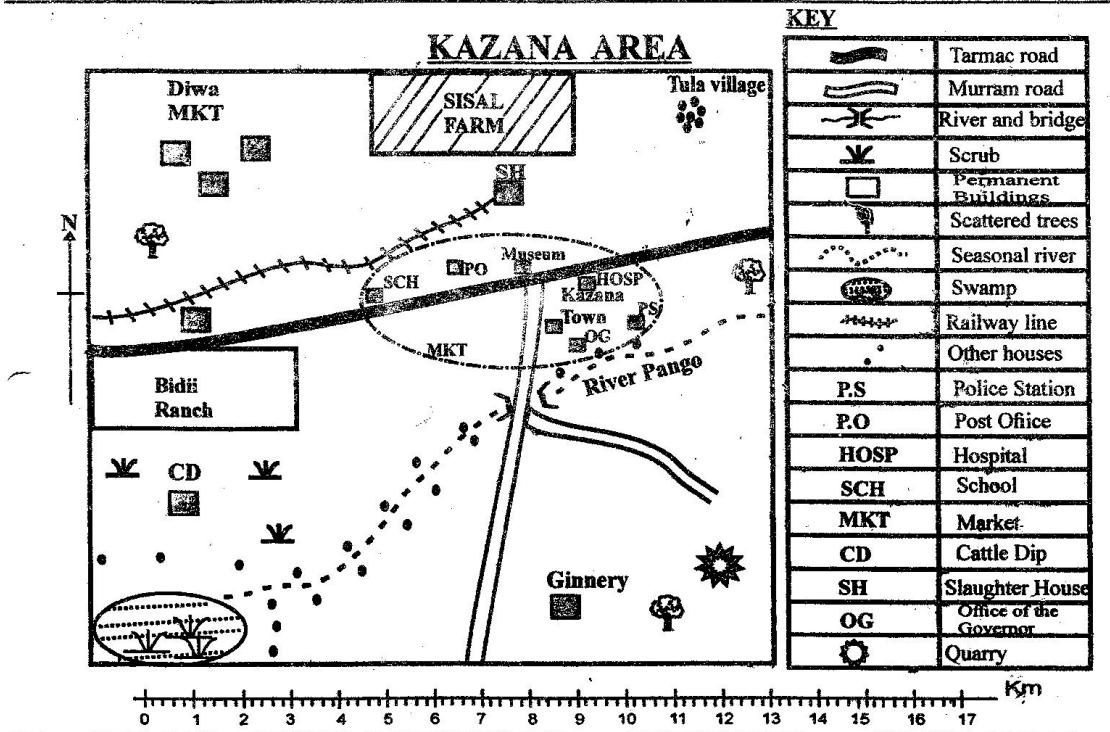 KEY
KAZANA AREA
Tarmac road
Murram road
River and bridge
Scrub
Permanent
Buildings
Scattered trees
Seasonal river
Swamp
Railway line
Other houses
P.S Police Station
P.O Post Ofiice
HOSP Hospital
SCH School
MKT Market
CD Cattle Dip
SH Slaughter House
OG Office of the
Governor
Quarry
Diwa
MKT
SISAL
FARM
Tula village
SH
N
Museum
PO
SCH
HOSP
Kazana
Town
PS
OG
MKT
River Pango
Bidii
Ranch
CD
Ginnery
Km
0 1 2 3 4 5 6 7 8 9 10 11 12 13 14 15 16 17